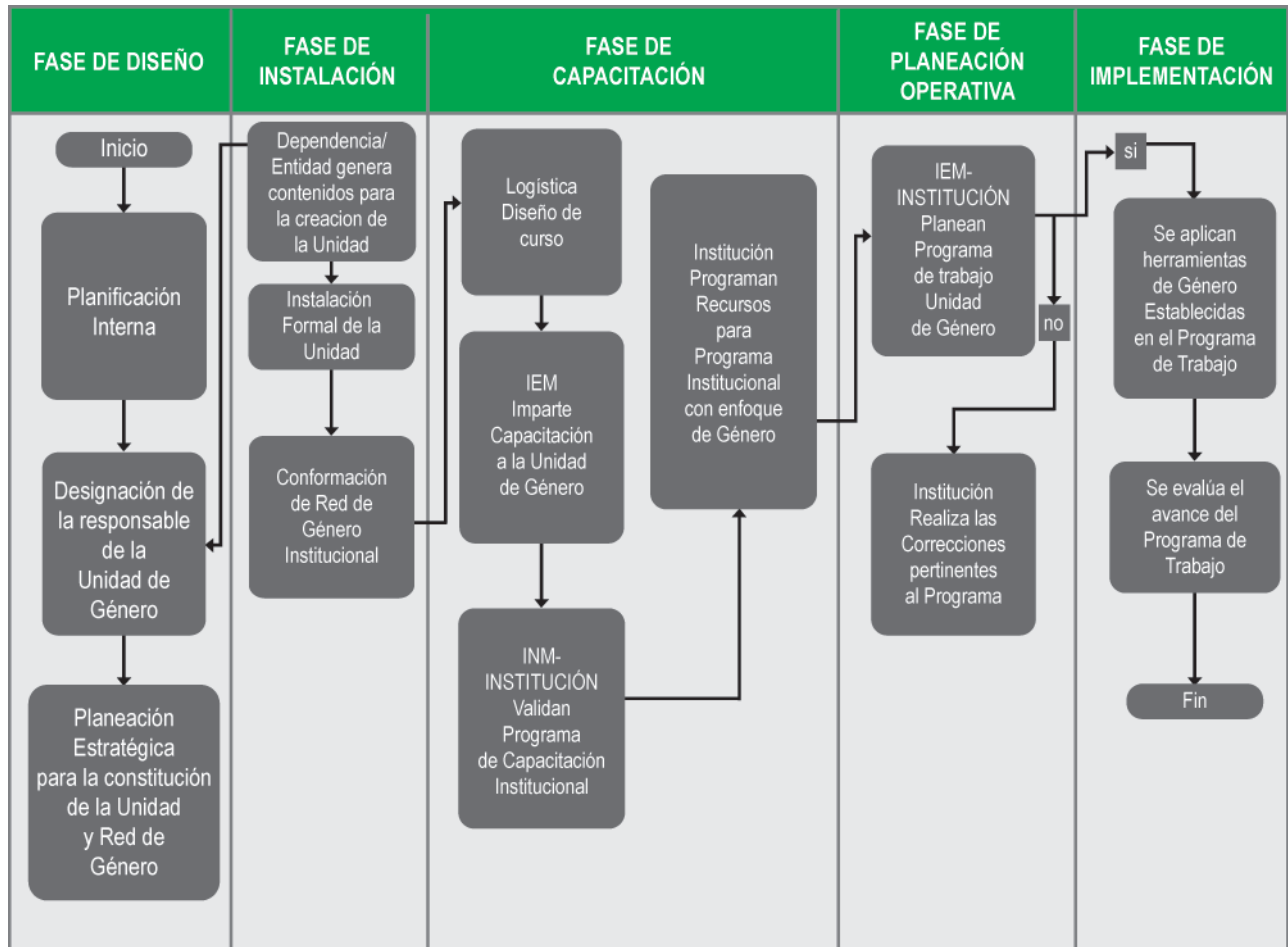 FASE DE DISEÑO
FASE DE
INSTALACIÓN
FASE DE
CAPACITACIÓN
FASE DE
PLANEACIÓN
OPERATIVA
FASE DE
IMPLEMENTACIÓN
Inicio
Planificación
Interna
Designación de
la responsable
de la
Unidad de
Género
Planeación
Estratégica
para la constitución
de la Unidad
y Red de
Género
Dependencia/
Entidad genera
contenidos para
la creacion de
la Unidad
Instalación
Formal de la
Unidad
Conformación
de Red de
Género
Institucional
Logística
Diseño de
curso
IEM
Imparte
Capacitación
a la Unidad
de Género
INM-
INSTITUCIÓN
Validan
Programa
de Capacitación
Institucional
Institución
Programan
Recursos
para
Programa
Institucional
con enfoque
de Género
IEM-
INSTITUCIÓN
Planean
Programa
de trabajo
Unidad
de Género
no
Institución
Realiza las
Correcciones
pertinentes
al Programa
si
Se aplican
herramientas
de Género
Establecidas
en el Programa
de Trabajo
Se evalúa el
avance del
Programa de
Trabajo
Fin